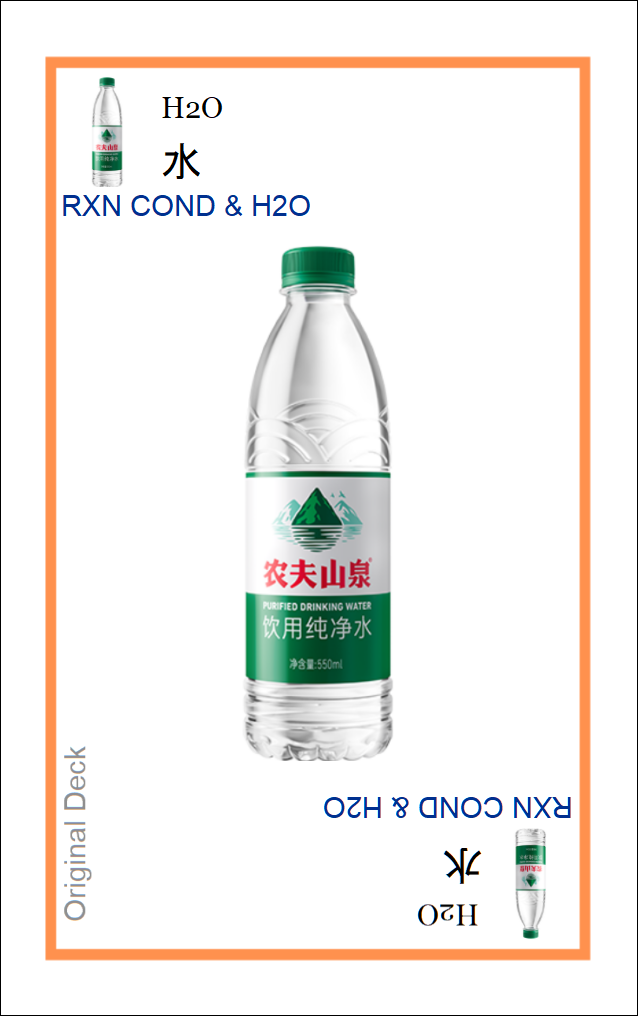 H2O
水
RXN COND & H2O
农夫山泉
PURIFIED DRINKING WATER
饮用纯净水
净含量:550ml
Original Deck
RXN COND & H2O
水
H2O